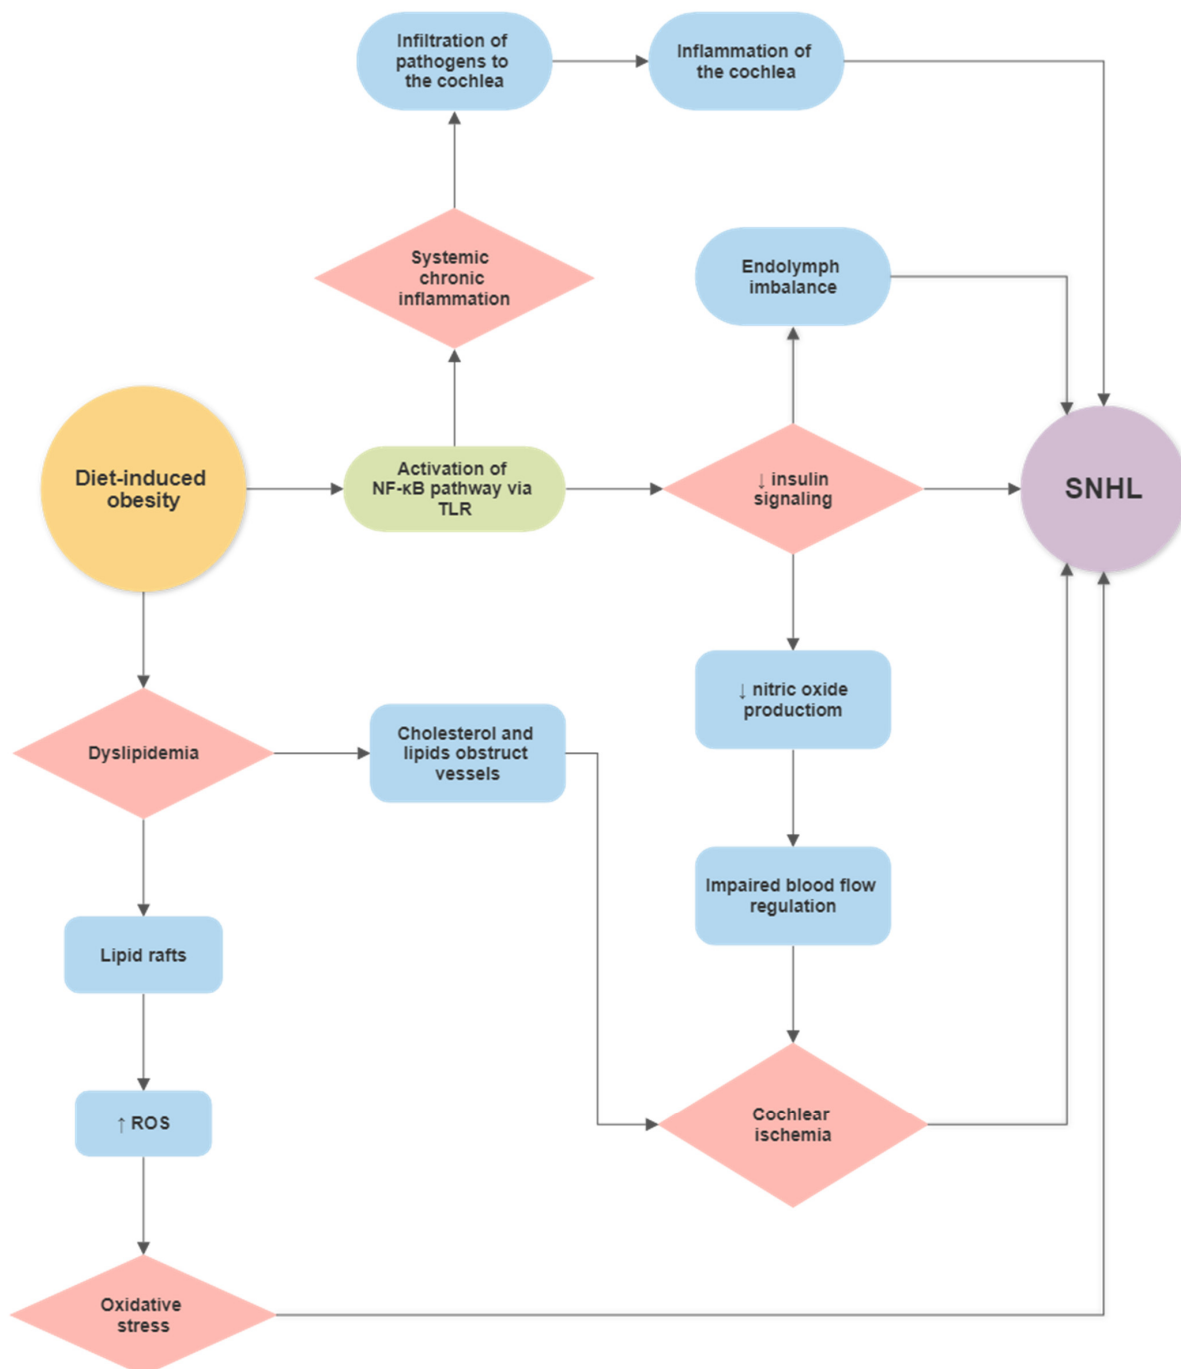 Infiltration of
pathogens to
the cochlea
Inflammation of
the cochlea
Systemic
chronic
inflammation
Endolymph
imbalance
Diet-induced
obesity
Activation of
NF-κB pathway via
TLR
↓ insulin
signaling
SNHL
↓ nitric oxide
productiom
Dyslipidemia
Cholesterol and
lipids obstruct
vessels
Impaired blood flow
regulation
Lipid rafts
↑ ROS
Cochlear
ischemia
Oxidative
stress